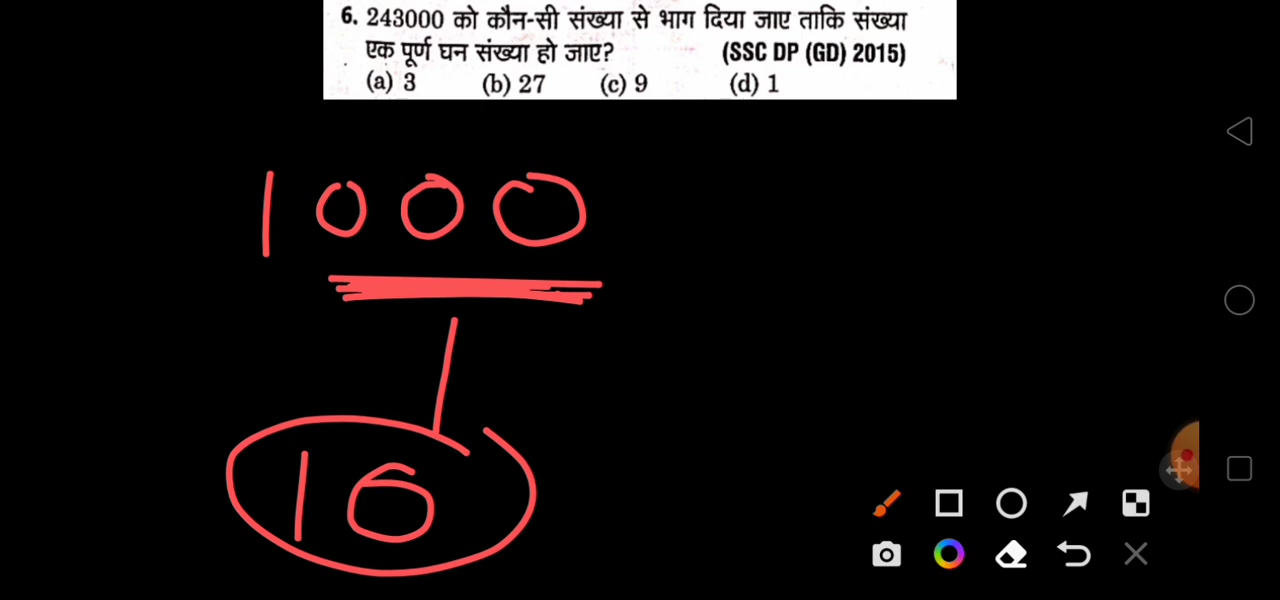 6. 243000 को कौन-सी संख्या से भाग दिया जाए ताकि संख्या
एक पूर्ण घन संख्या हो जाए? (SSC DP (GD) 2015)
(a) 3 (b) 27 (c) 9 (d) 1
1000
16